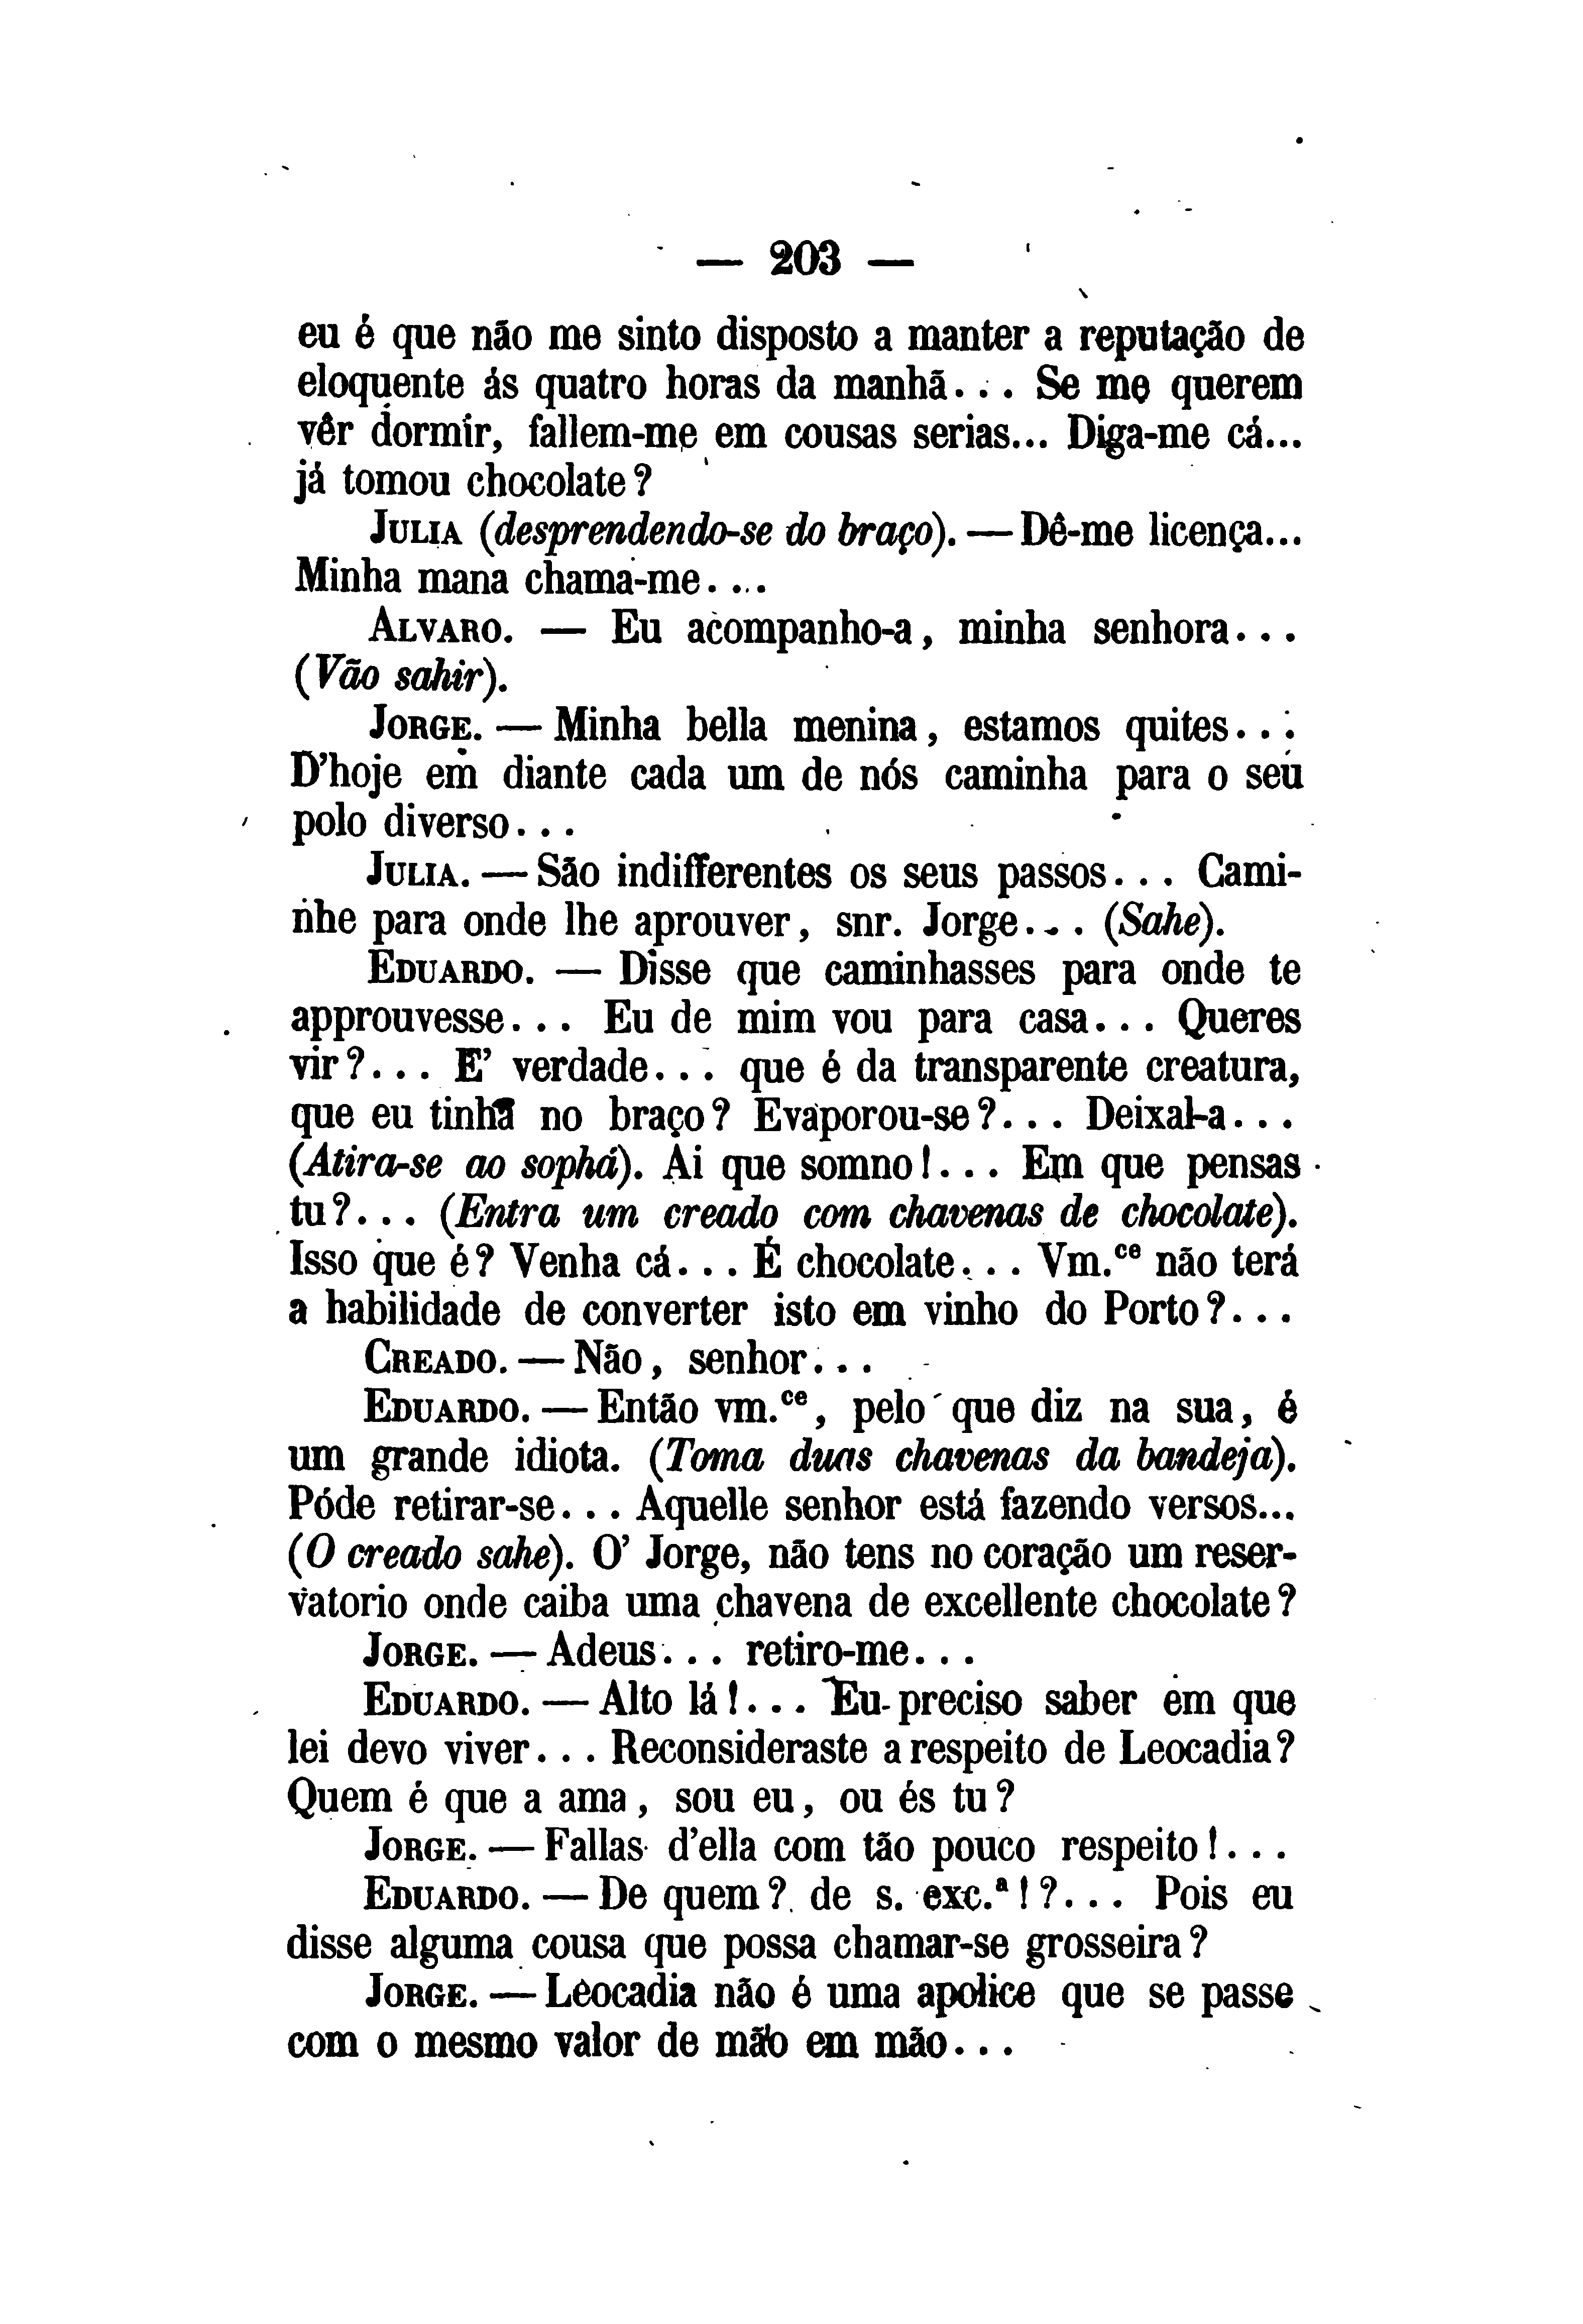 — 203 —
eu é que não me sinto disposto a manter a reputação de
eloquente ás quatro horas da manhã... Se me querem
vêr dormir, fallem-me em cousas serias... Diga-me cá...
já tomou chocolate?
JULIA (desprendendo-se do braço). — Dê-me licença...
Minha mana chama-me....
ALVARO. — Eu acompanho-a, minha senhora...
(Vão sahir).
JORGE. — Minha bella menina, estamos quites...
D'hoje em diante cada um de nós caminha para o seu
polo diverso...
JULIA. — São indifferentes os seus passos... Cami-
nhe para onde lhe aprouver, snr. Jorge... (Sahe).
EDUARDO. — Disse que caminhasses para onde te
approuvesse... Eu de mim vou para casa... Queres
vir?... E' verdade... que é da transparente creatura,
que eu tinha no braço? Evaporou-se?... Deixal-a...
(Atira-se ao sophá). Ai que somno!... Em que pensas
tu?... (Entra um creado com chavenas de chocolate).
Isso que é? Venha cá... É chocolate... Vm.ce não terá
a habilidade de converter isto em vinho do Porto?...
CREADO. — Não, senhor...
EDUARDO. — Então vm.ce, pelo que diz na sua, é
um grande idiota. (Toma duas chavenas da bandeja).
Póde retirar-se... Aquelle senhor está fazendo versos...
(O creado sahe). O' Jorge, não tens no coração um reser-
vatorio onde caiba uma chavena de excellente chocolate?
JORGE. — Adeus... retiro-me...
EDUARDO. — Alto lá!... Eu preciso saber em que
lei devo viver... Reconsideraste a respeito de Leocadia?
Quem é que a ama, sou eu, ou és tu?
JORGE. — Fallas d'ella com tão pouco respeito!...
EDUARDO. — De quem? de s. exc.ª!?... Pois eu
disse alguma cousa que possa chamar-se grosseira?
JORGE. — Leocadia não é uma apolice que se passe
com o mesmo valor de mão em mão...